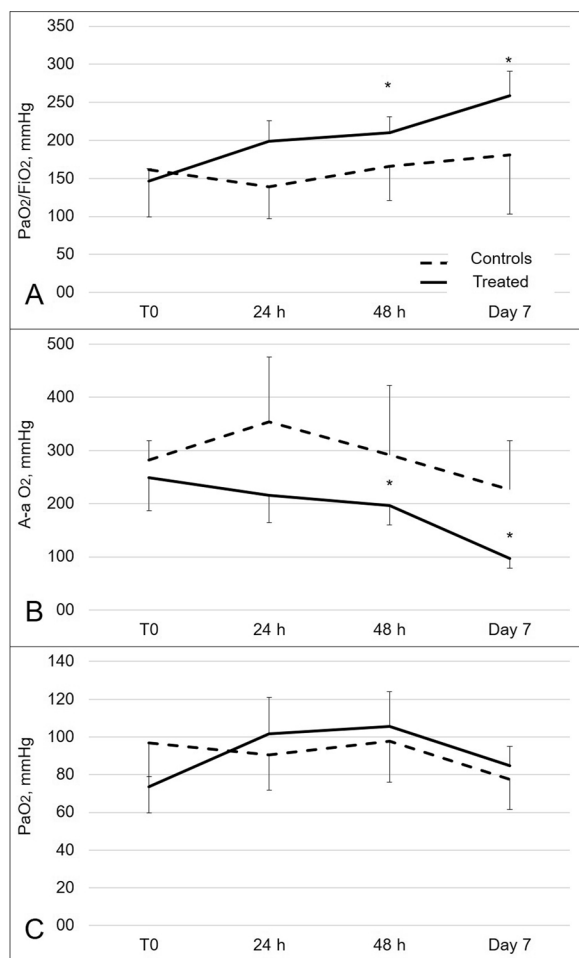 350
300
*
*
250
200
150
100
50
00
PaO2/FiO2, mmHg
Controls
Treated
A
T0 24 h 48 h Day 7
500
400
300
200
100
00
*
*
A-a O2, mmHg
B
T0 24 h 48 h Day 7
140
120
100
80
60
40
20
00
PaO2, mmHg
C
T0 24 h 48 h Day 7